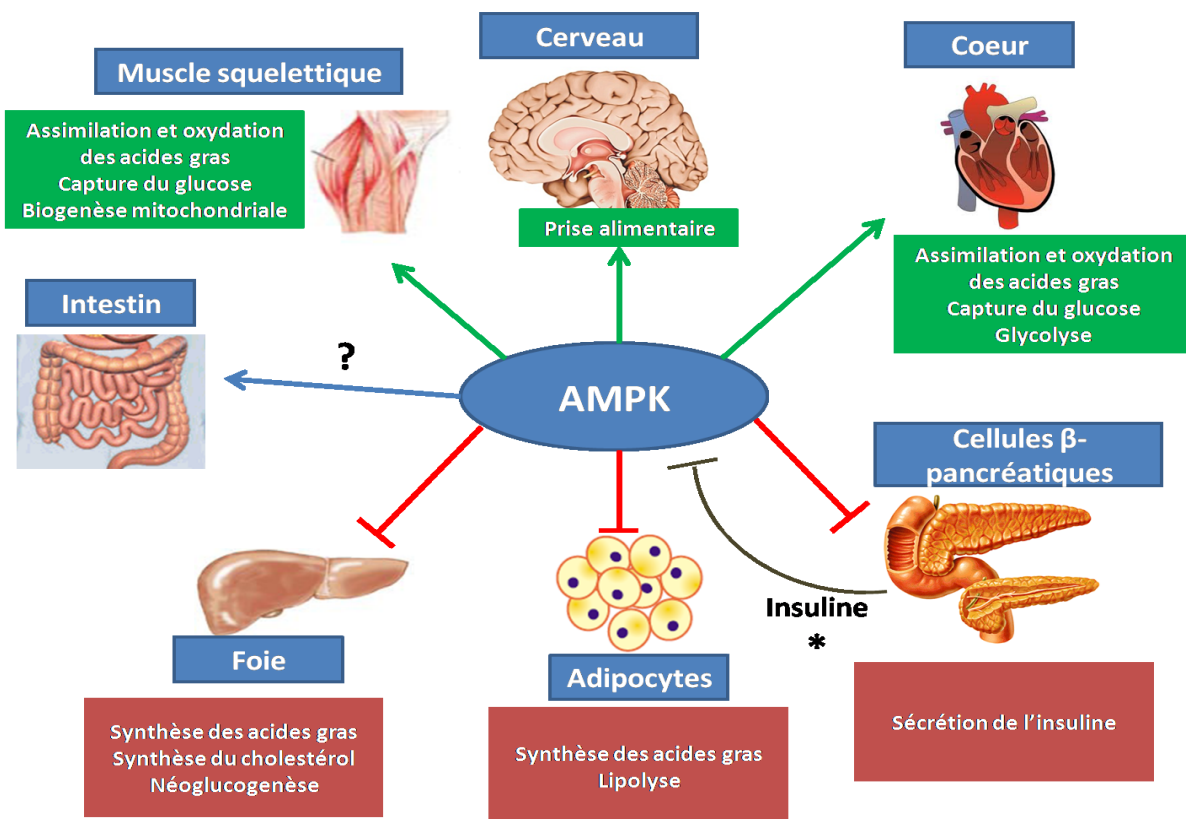 Cerveau
Coeur
Muscle squelettique
Assimilation et oxydation
des acides gras
Capture du glucose
Biogenèse mitochondriale
Prise alimentaire
Assimilation et oxydation
des acides gras
Capture du glucose
Glycolyse
Intestin
?
AMPK
Cellules β-
pancréatiques
Insuline
*
Foie
Adipocytes
Synthèse des acides gras
Synthèse du cholestérol
Néoglucogenèse
Synthèse des acides gras
Lipolyse
Sécrétion de l’insuline